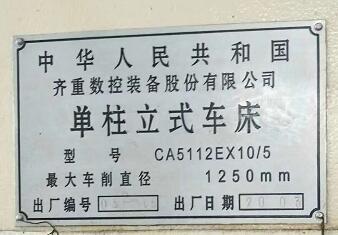 中华人民共和国
齐重数控装备股份有限公司
单柱立式车床
型号 CA5112EX10/5
最大车削直径 1250mm
出厂编号 出厂日期